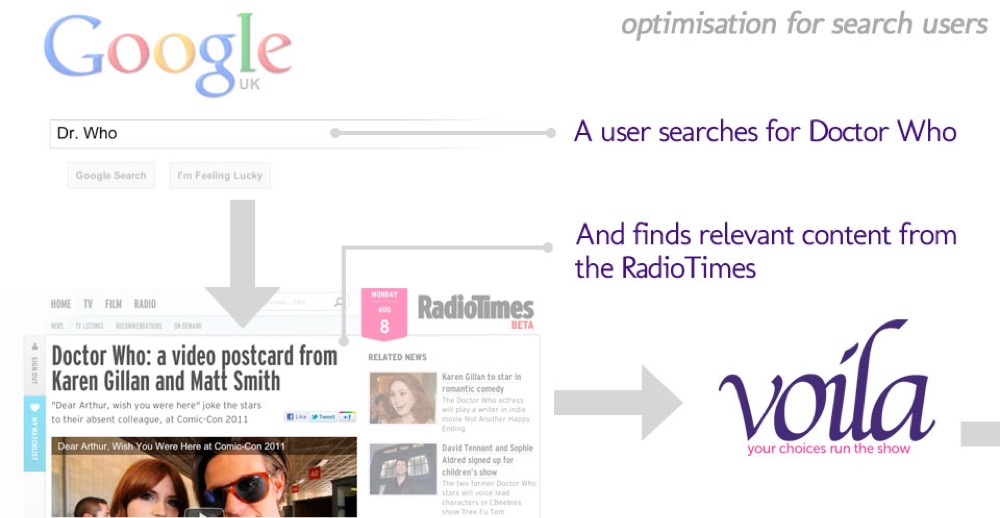 Google
UK
optimisation for search users
Dr. Who
A user searches for Doctor Who
Google Search
I'm Feeling Lucky
And finds relevant content from
the RadioTimes
HOME TV FILM RADIO
/ Film
MONDAY
AUG
8
RadioTimes
BETA
NEWS TV LISTINGS RECOMMENDATIONS ON DEMAND
SIGN OUT
MY WATCHLIST
Doctor Who: a video postcard from
Karen Gillan and Matt Smith
"Dear Arthur, wish you were here" joke the stars
to their absent colleague, at Comic-Con 2011
Like Tweet +1
Dear Arthur, Wish You Were Here at Comic-Con 2011
RELATED NEWS
Karen Gillan to star in
romantic comedy
The Doctor Who actress
will play a writer in indie
movie Not Another Happy
Ending
David Tennant and Sophie
Aldred signed up for
children's show
The two former Doctor Who
stars will voice lead
characters in CBeebies
show Tree Fu Tom
voila
your choices run the show